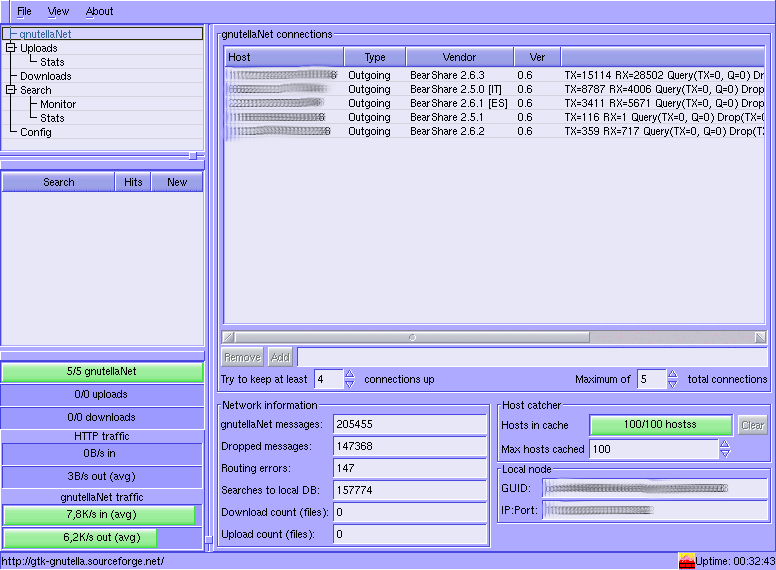 File View About
gnutellaNet
Uploads
Stats
Downloads
Search
Monitor
Stats
Config
Search Hits New
5/5 gnutellaNet
0/0 uploads
0/0 downloads
HTTP traffic
0B/s in
3B/s out (avg)
gnutellaNet traffic
7,8K/s in (avg)
6,2K/s out (avg)
gnutellaNet connections
Host Type Vendor Ver
Outgoing BearShare 2.6.3 0.6 TX=15114 RX=28502 Query(TX=0, Q=0) Dro
Outgoing BearShare 2.5.0 [IT] 0.6 TX=8787 RX=4006 Query(TX=0, Q=0) Drop
Outgoing BearShare 2.6.1 [ES] 0.6 TX=3411 RX=5671 Query(TX=0, Q=0) Drop
Outgoing BearShare 2.5.1 0.6 TX=116 RX=1 Query(TX=0, Q=0) Drop(TX=
Outgoing BearShare 2.6.2 0.6 TX=359 RX=717 Query(TX=0, Q=0) Drop(T
Remove Add
Try to keep at least 4 connections up Maximum of 5 total connections
Network information
gnutellaNet messages: 205455
Dropped messages: 147368
Routing errors: 147
Searches to local DB: 157774
Download count (files): 0
Upload count (files): 0
Host catcher
Hosts in cache 100/100 hostss Clear
Max hosts cached 100
Local node
GUID:
IP:Port:
http://gtk-gnutella.sourceforge.net/ Uptime: 00:32:43